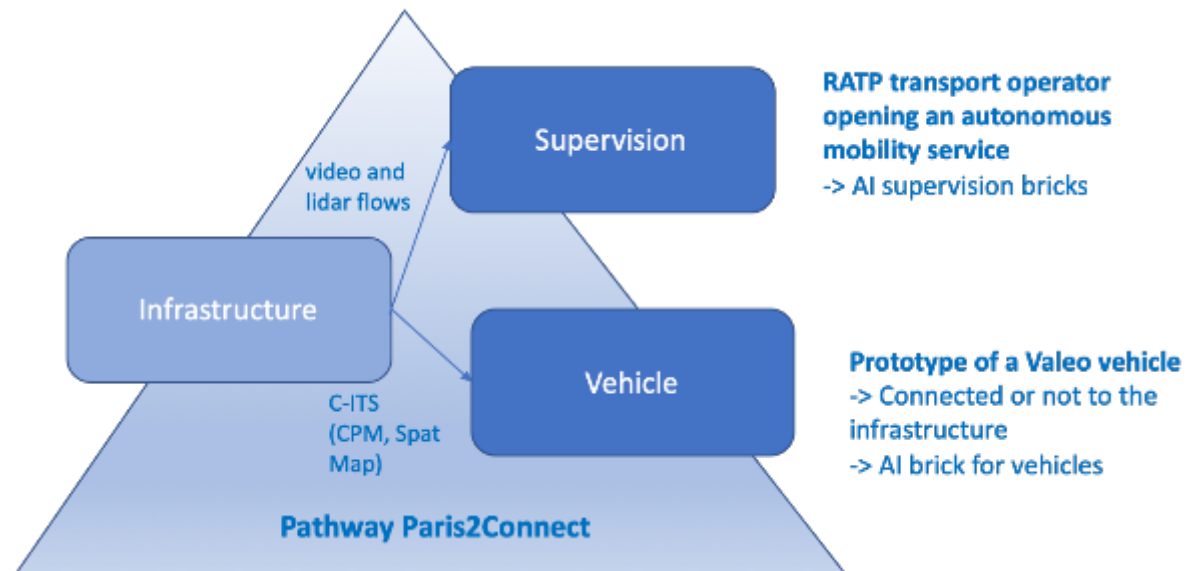 RATP transport operator
opening an autonomous
mobility service
-> AI supervision bricks
Supervision
video and
lidar flows
Infrastructure
Vehicle
Prototype of a Valeo vehicle
-> Connected or not to the
infrastructure
-> AI brick for vehicles
C-ITS
(CPM, Spat
Map)
Pathway Paris2Connect